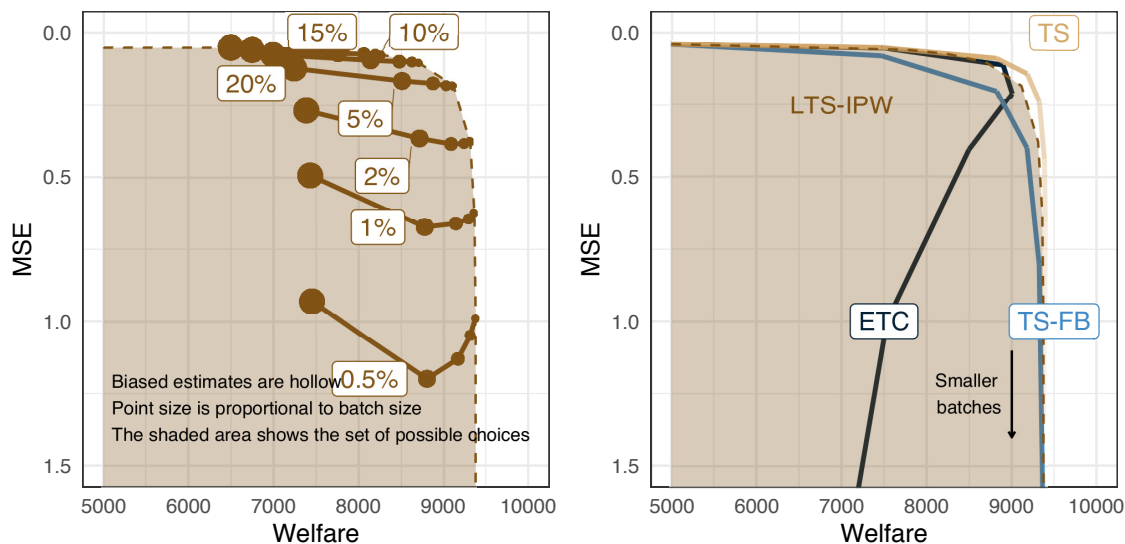 0.0
0.5
1.0
1.5
MSE
15%
10%
20%
5%
2%
1%
0.5%
Biased estimates are hollow
Point size is proportional to batch size
The shaded area shows the set of possible choices
5000 6000 7000 8000 9000 10000
Welfare
0.0
0.5
1.0
1.5
MSE
TS
LTS-IPW
ETC
TS-FB
Smaller
batches
5000 6000 7000 8000 9000 10000
Welfare